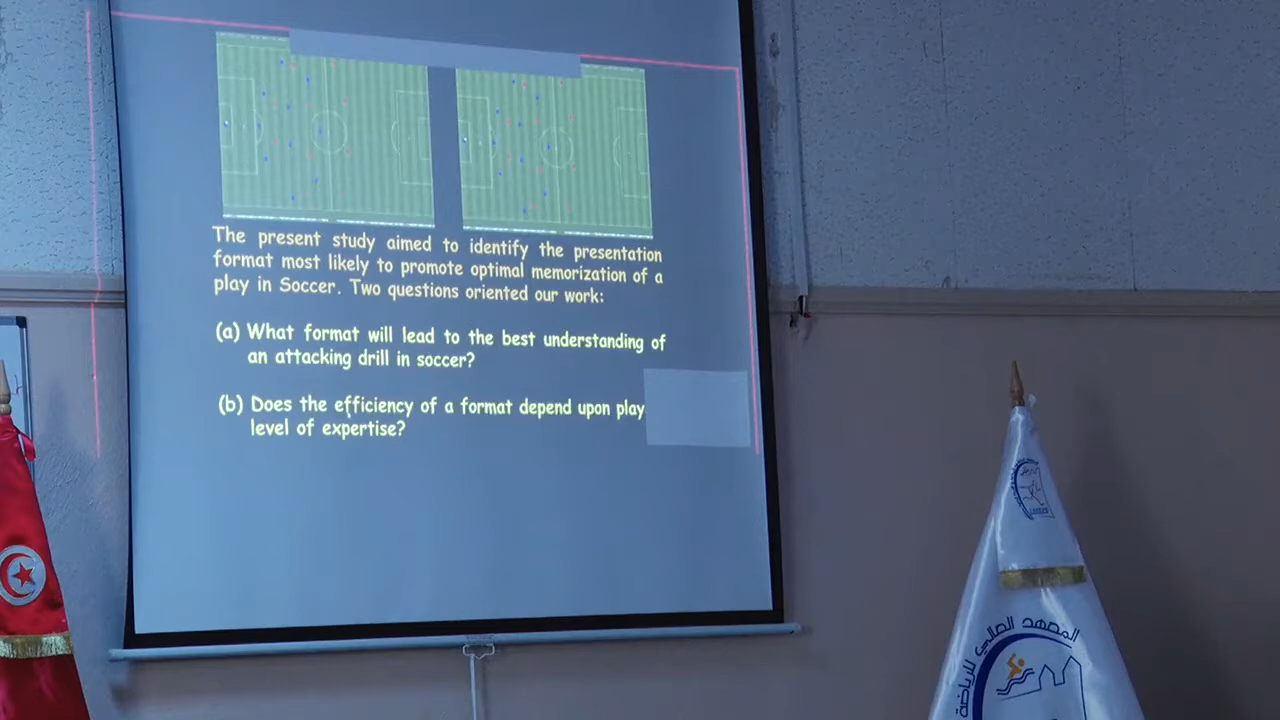 The present study aimed to identify the presentation
format most likely to promote optimal memorization of a
play in Soccer. Two questions oriented our work:
(a) What format will lead to the best understanding of
an attacking drill in soccer?
(b) Does the efficiency of a format depend upon play
level of expertise?
المعهد العالي للرياضة